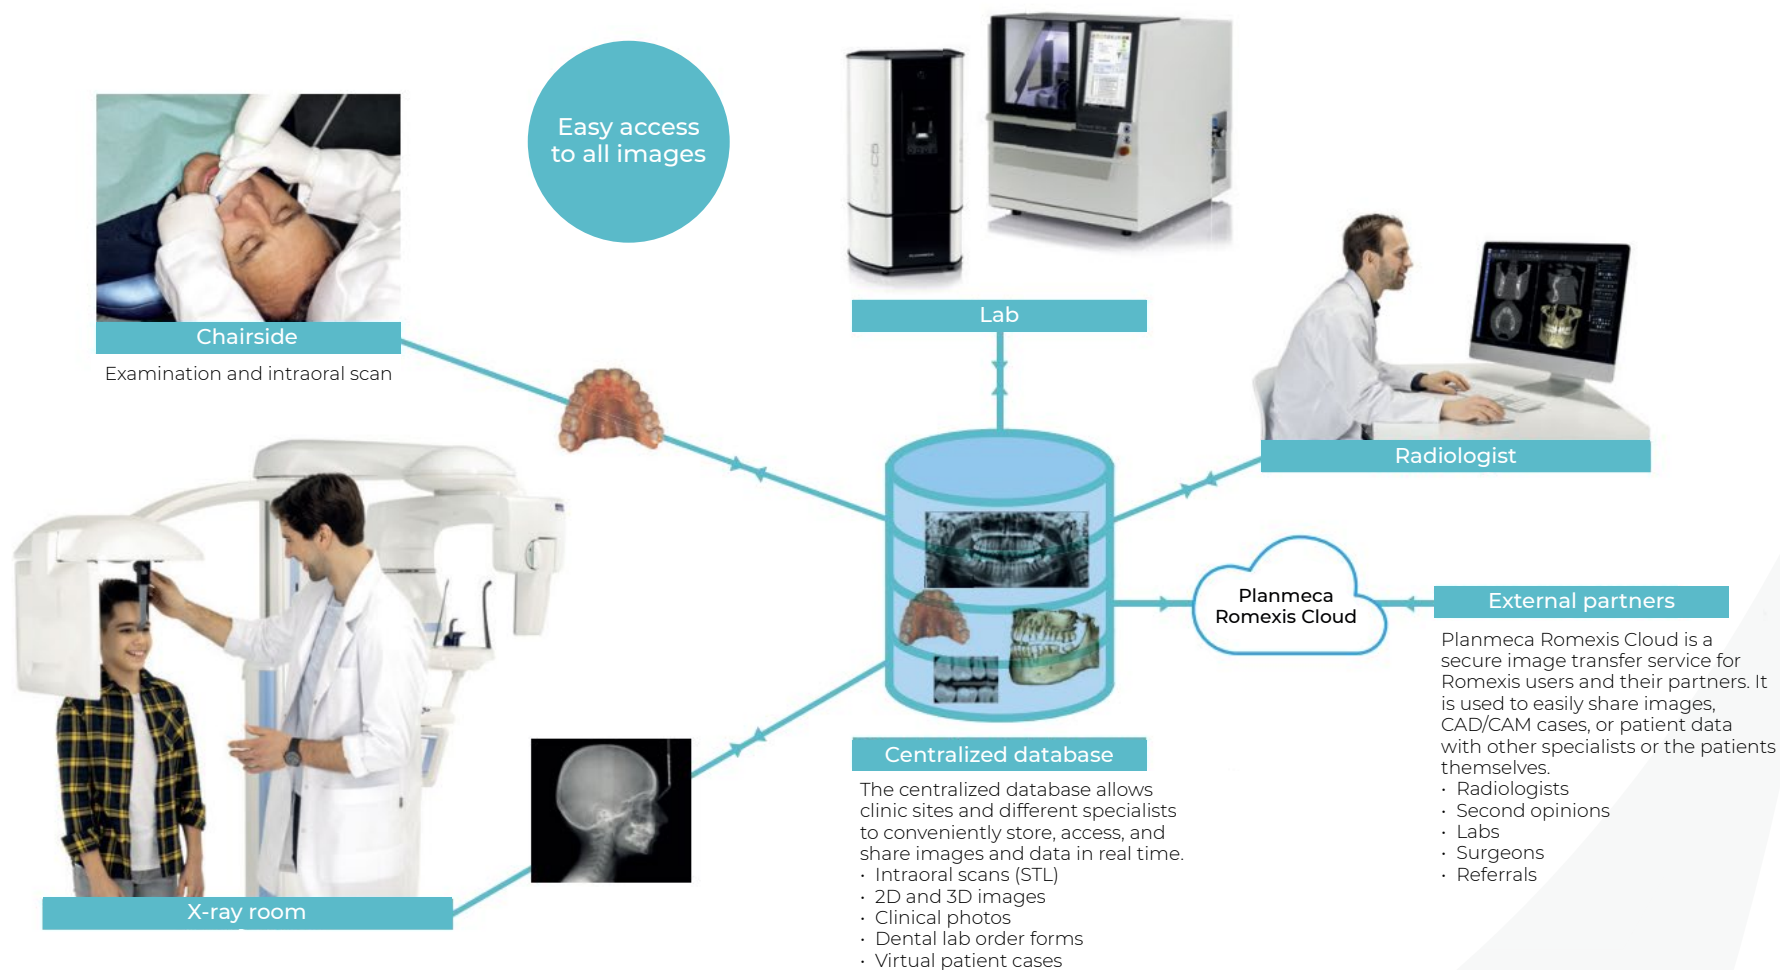 Easy access
to all images
Chairside
Examination and intraoral scan
PLANMECA
Lab
Radiologist
X-ray room
Planmeca
Romexis Cloud
External partners
Planmeca Romexis Cloud is a
secure image transfer service for
Romexis users and their partners. It
is used to easily share images,
CAD/CAM cases, or patient data
with other specialists or the patients
themselves.
· Radiologists
· Second opinions
· Labs
· Surgeons
· Referrals
Centralized database
The centralized database allows
clinic sites and different specialists
to conveniently store, access, and
share images and data in real time.
· Intraoral scans (STL)
· 2D and 3D images
· Clinical photos
· Dental lab order forms
· Virtual patient cases